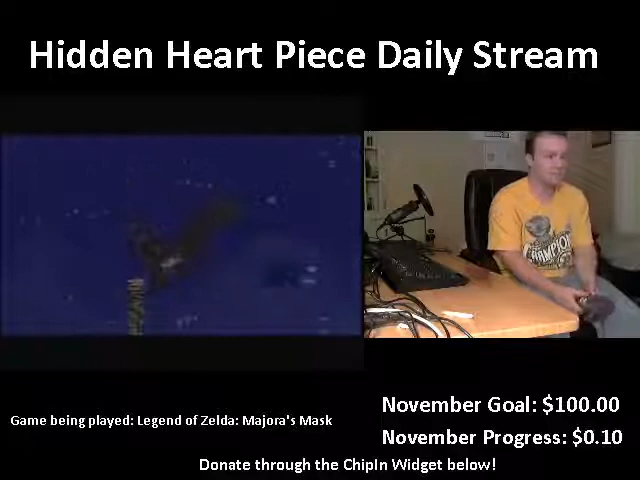 Hidden Heart Piece Daily Stream
CHAMPIONS
Game being played: Legend of Zelda: Majora's Mask
November Goal: $100.00
November Progress: $0.10
Donate through the ChipIn Widget below!